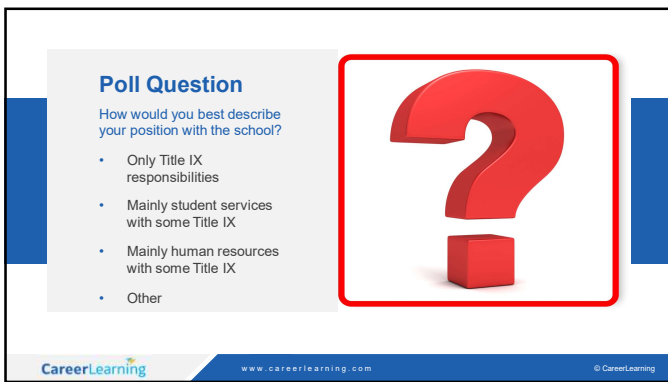 Poll Question
How would you best describe
your position with the school?
• Only Title IX
responsibilities
• Mainly student services
with some Title IX
• Mainly human resources
with some Title IX
• Other
?
CareerLearning
www.careerlearning.com
© CareerLearning